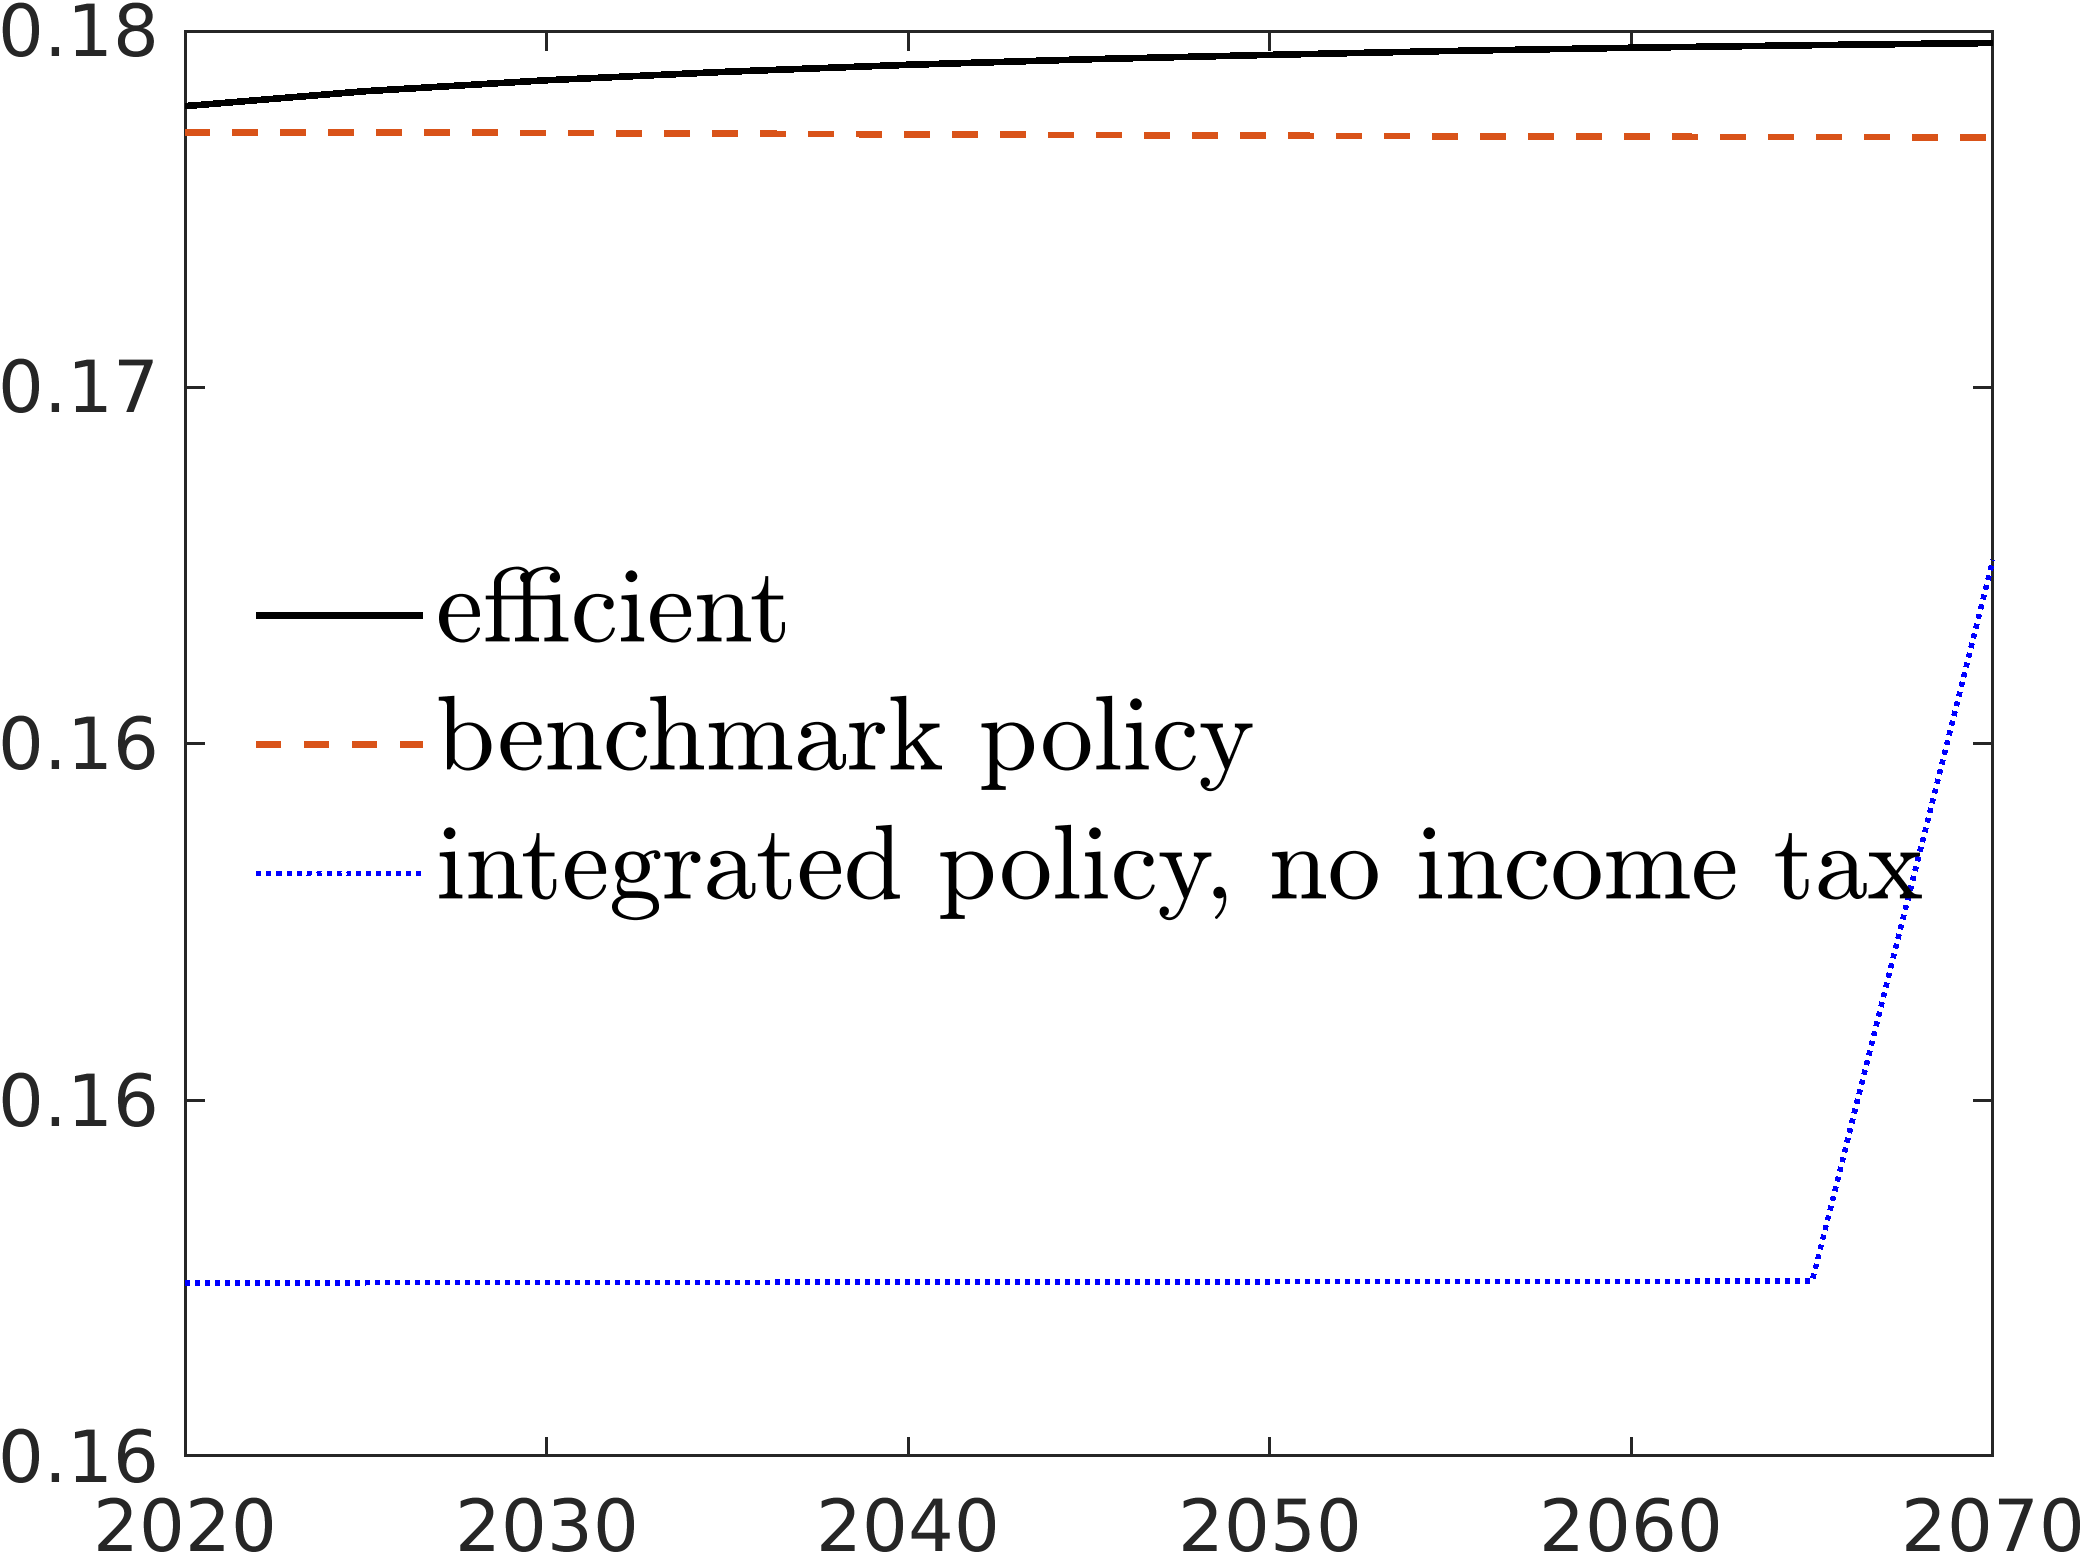 0.18
0.17
0.16
0.16
0.16
efficient
benchmark policy
integrated policy, no income tax
2020 2030 2040 2050 2060 2070